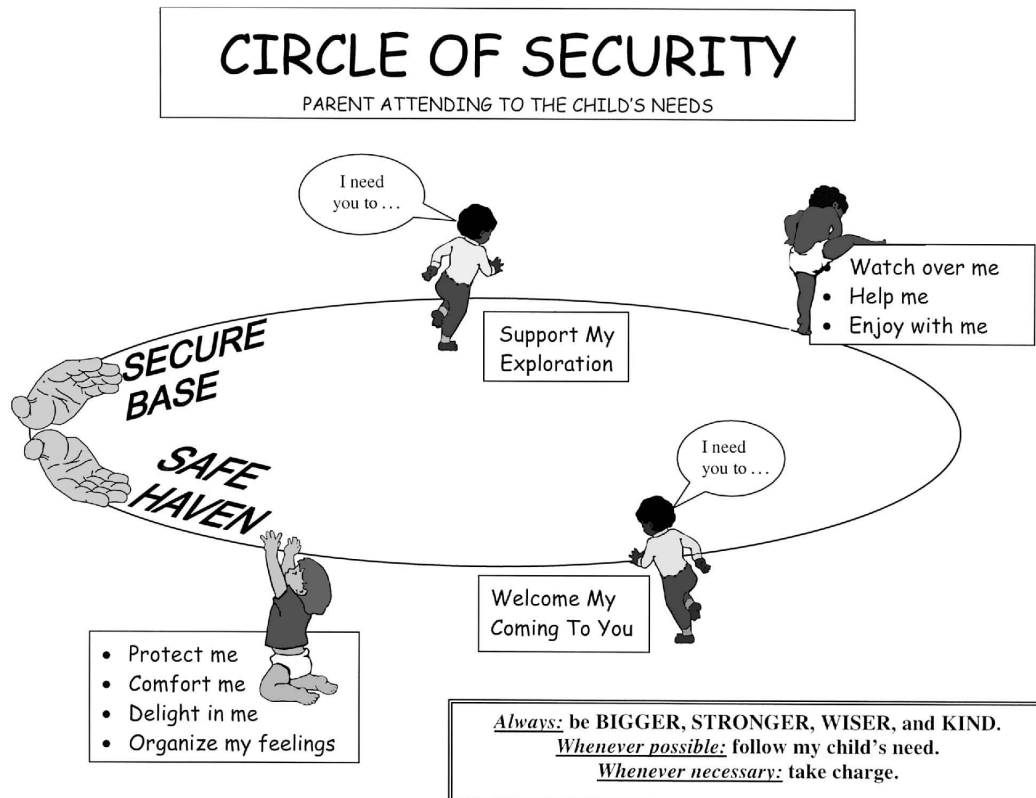 CIRCLE OF SECURITY
PARENT ATTENDING TO THE CHILD'S NEEDS
I need
you to . . .
• Watch over me
• Help me
• Enjoy with me
Support My
Exploration
SECURE
BASE
SAFE
HAVEN
I need
you to . . .
Welcome My
Coming To You
• Protect me
• Comfort me
• Delight in me
• Organize my feelings
Always: be BIGGER, STRONGER, WISER, and KIND.
Whenever possible: follow my child's need.
Whenever necessary: take charge.